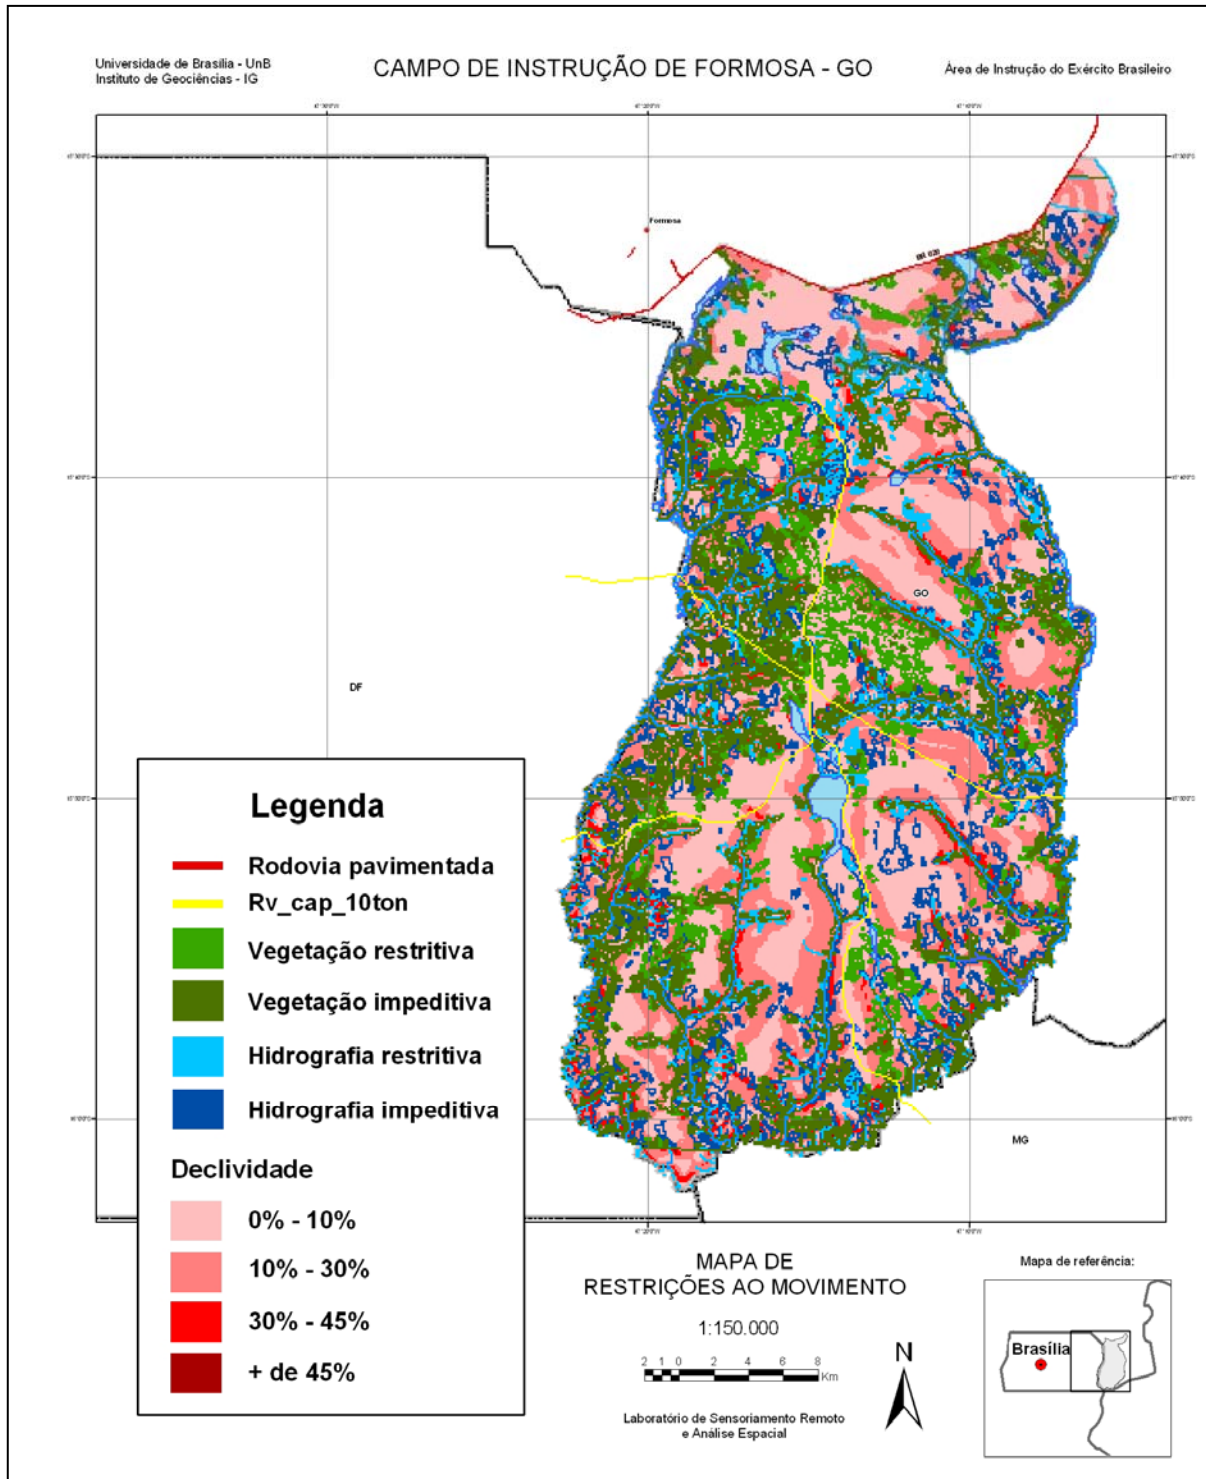 Universidade de Brasília - UnB
Instituto de Geociências - IG
CAMPO DE INSTRUÇÃO DE FORMOSA - GO
Área de Instrução do Exército Brasileiro
Formosa
BR 020
GO
DF
MG
Legenda
Rodovia pavimentada
Rv_cap_10ton
Vegetação restritiva
Vegetação impeditiva
Hidrografia restritiva
Hidrografia impeditiva
Declividade
0% - 10%
10% - 30%
30% - 45%
+ de 45%
MAPA DE
RESTRIÇÕES AO MOVIMENTO
1:150.000
2 1 0 2 4 6 8
Km
Laboratório de Sensoriamento Remoto
e Análise Espacial
N
Mapa de referência:
Brasília